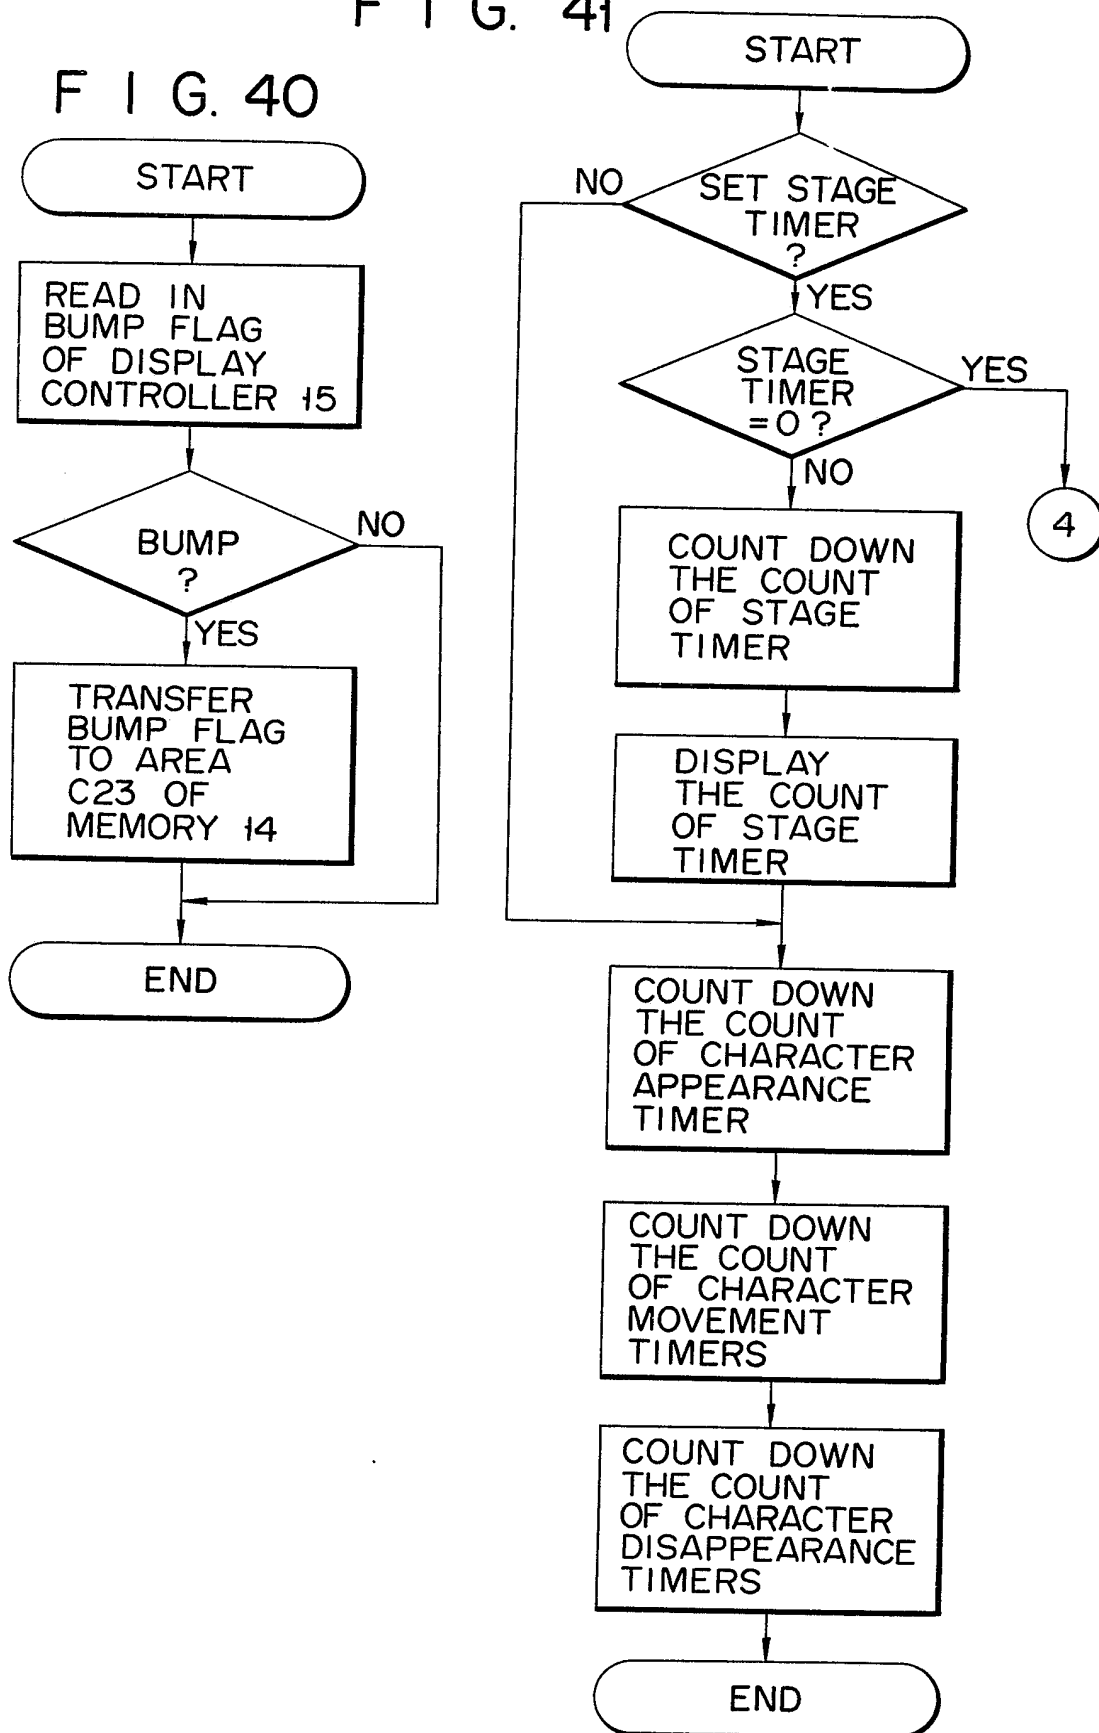 F I G. 40
START
READ IN
BUMP FLAG
OF DISPLAY
CONTROLLER 15
BUMP
?
NO
YES
TRANSFER
BUMP FLAG
TO AREA
C23 OF
MEMORY 14
END
F I G. 41
START
SET STAGE
TIMER
?
NO
YES
STAGE
TIMER
=0?
YES
4
NO
COUNT DOWN
THE COUNT
OF STAGE
TIMER
DISPLAY
THE COUNT
OF STAGE
TIMER
COUNT DOWN
THE COUNT
OF CHARACTER
APPEARANCE
TIMER
COUNT DOWN
THE COUNT
OF CHARACTER
MOVEMENT
TIMERS
COUNT DOWN
THE COUNT
OF CHARACTER
DISAPPEARANCE
TIMERS
END